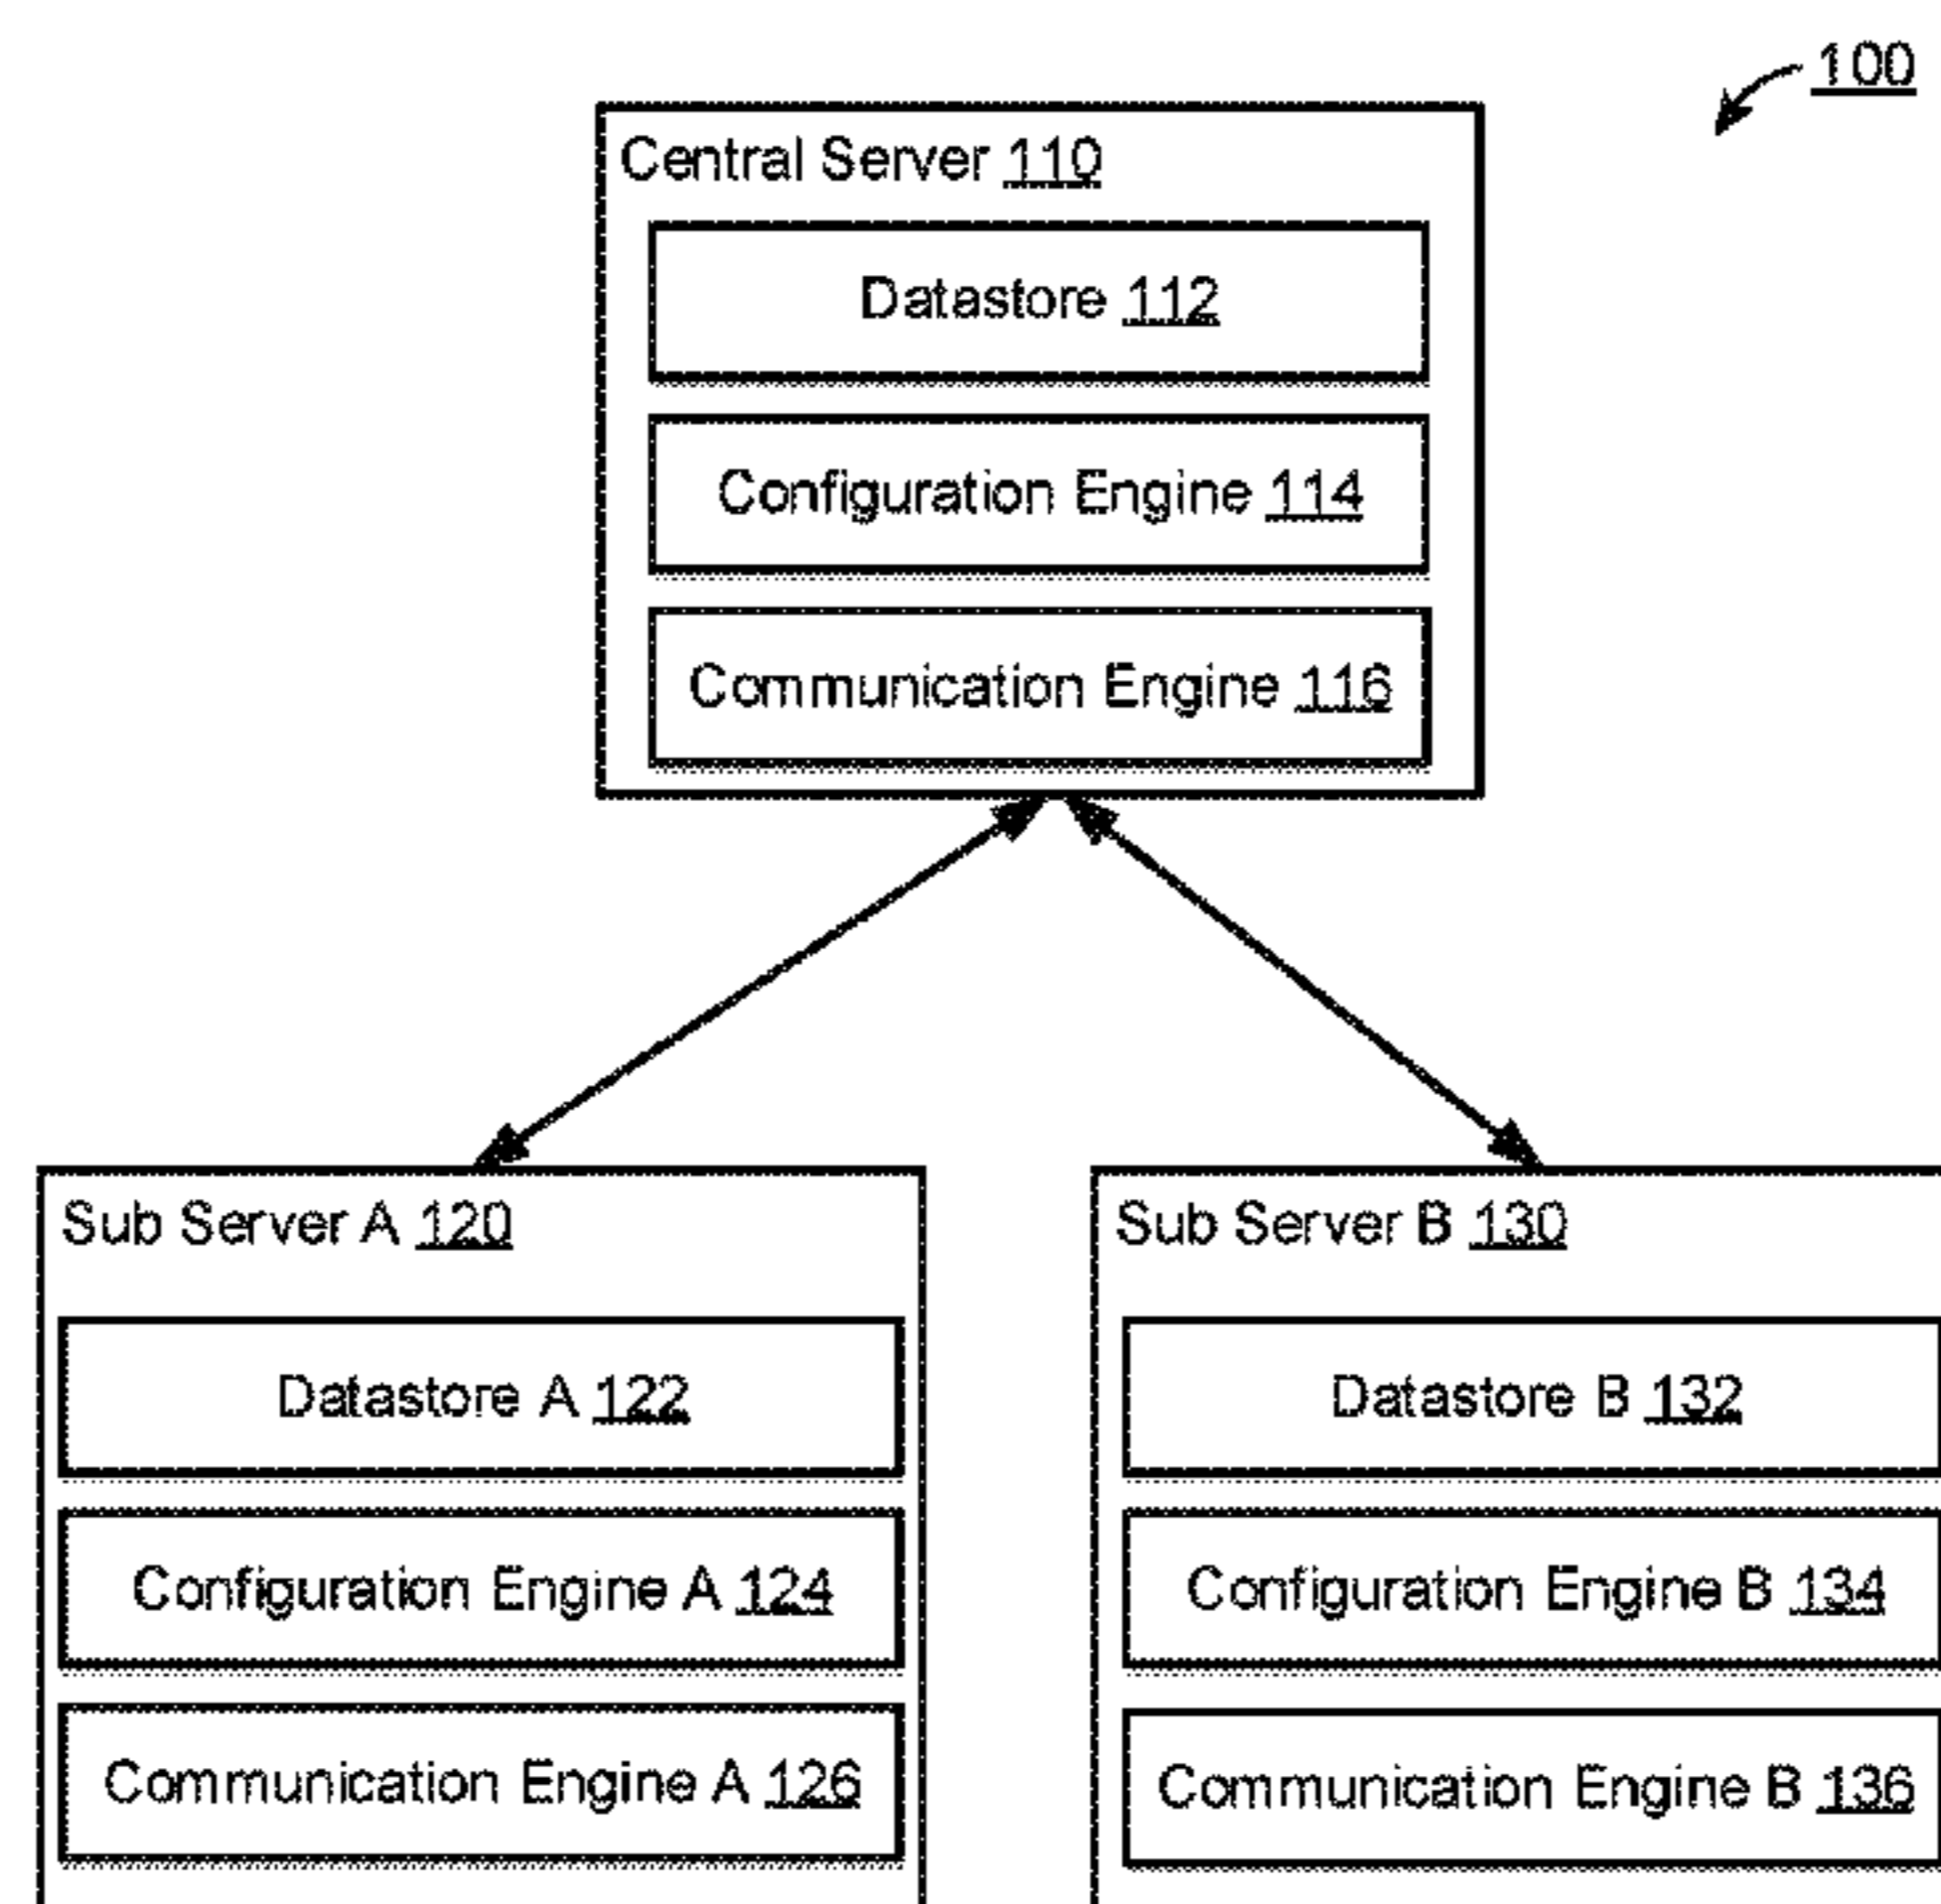 100
Central Server 110
Datastore 112
Configuration Engine 114
Communication Engine 116
Sub Server A 120
Datastore A 122
Configuration Engine A 124
Communication Engine A 126
Sub Server B 130
Datastore B 132
Configuration Engine B 134
Communication Engine B 136